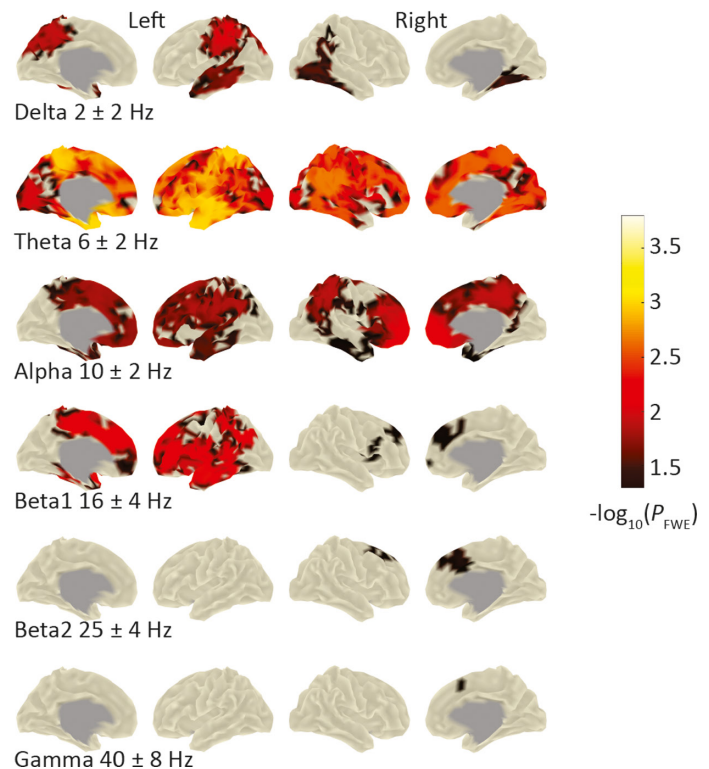 Left Right
Delta 2 ± 2 Hz
Theta 6 ± 2 Hz
Alpha 10 ± 2 Hz
Beta1 16 ± 4 Hz
Beta2 25 ± 4 Hz
Gamma 40 ± 8 Hz
3.5
3
2.5
2
1.5
-log₁₀(P_FWE)